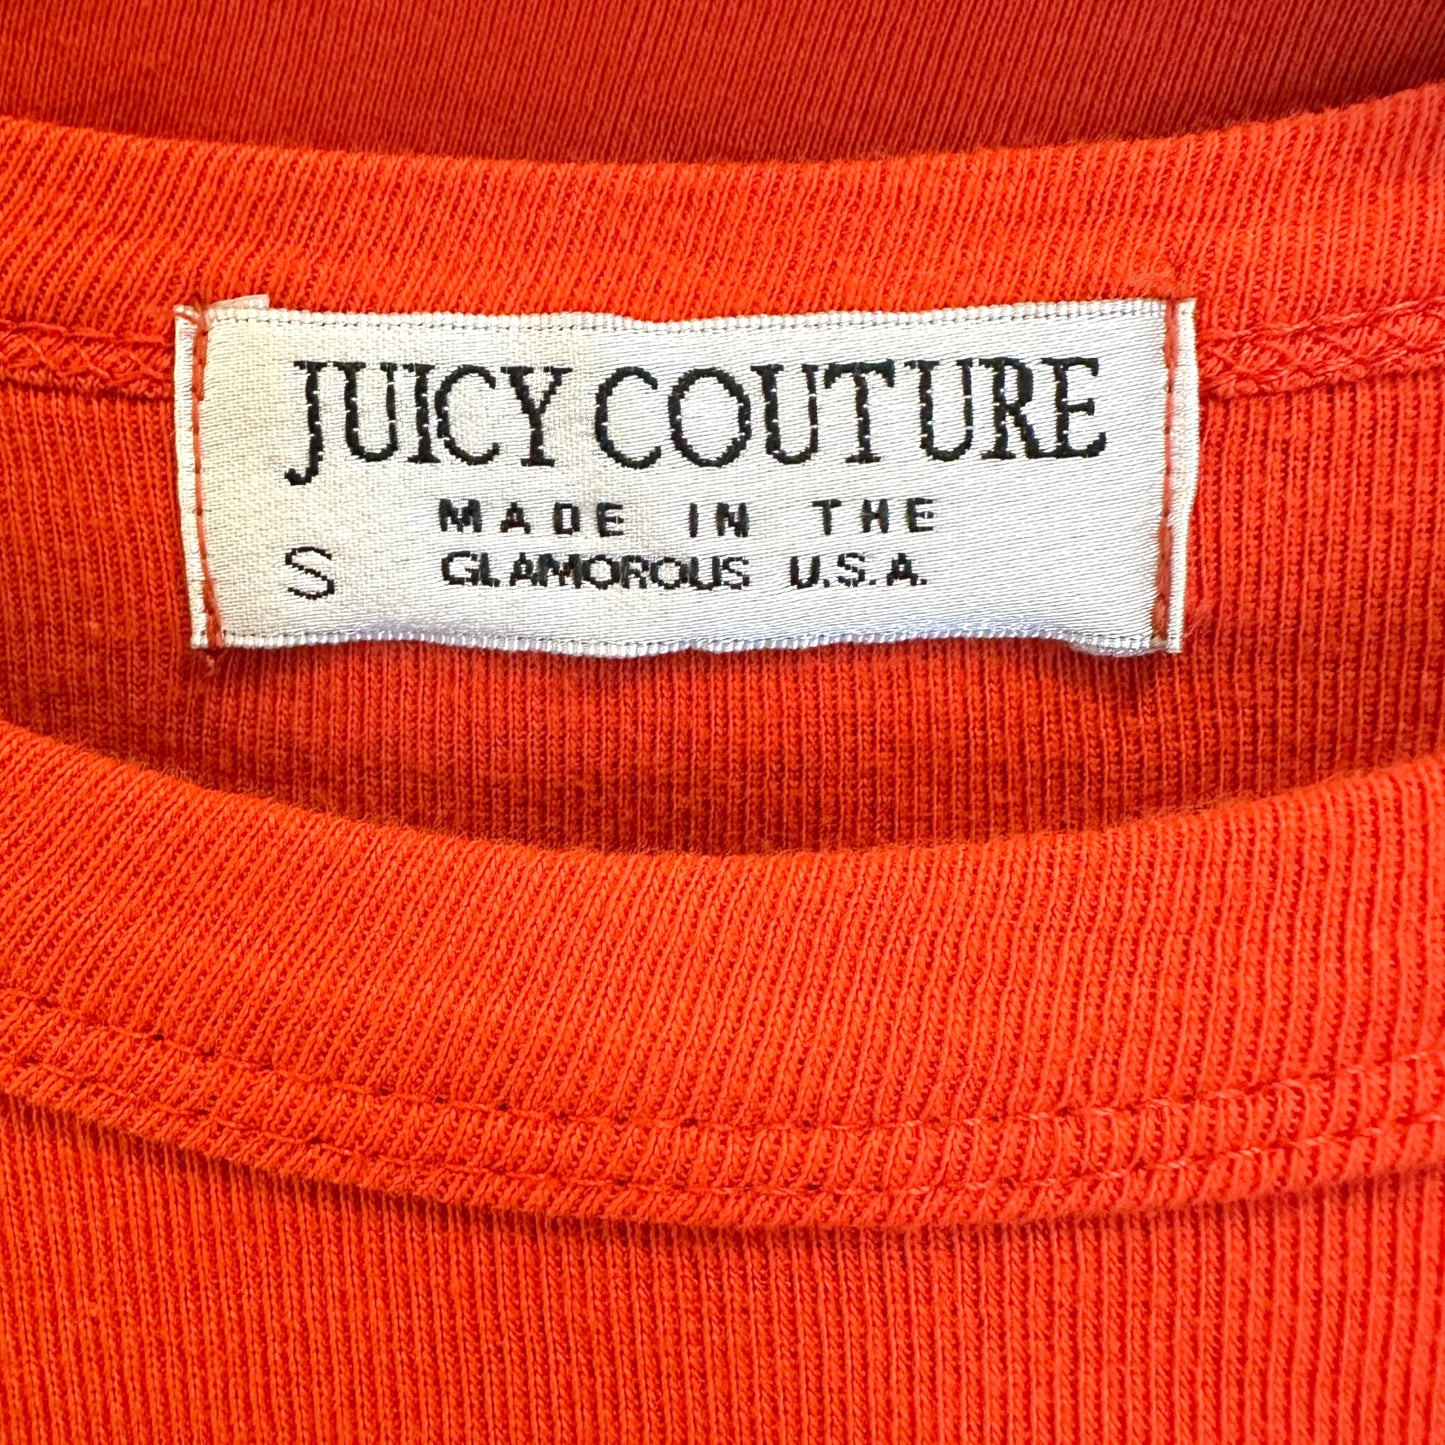 JUICY COUTURE
MADE IN THE
S GLAMOROUS U.S.A.